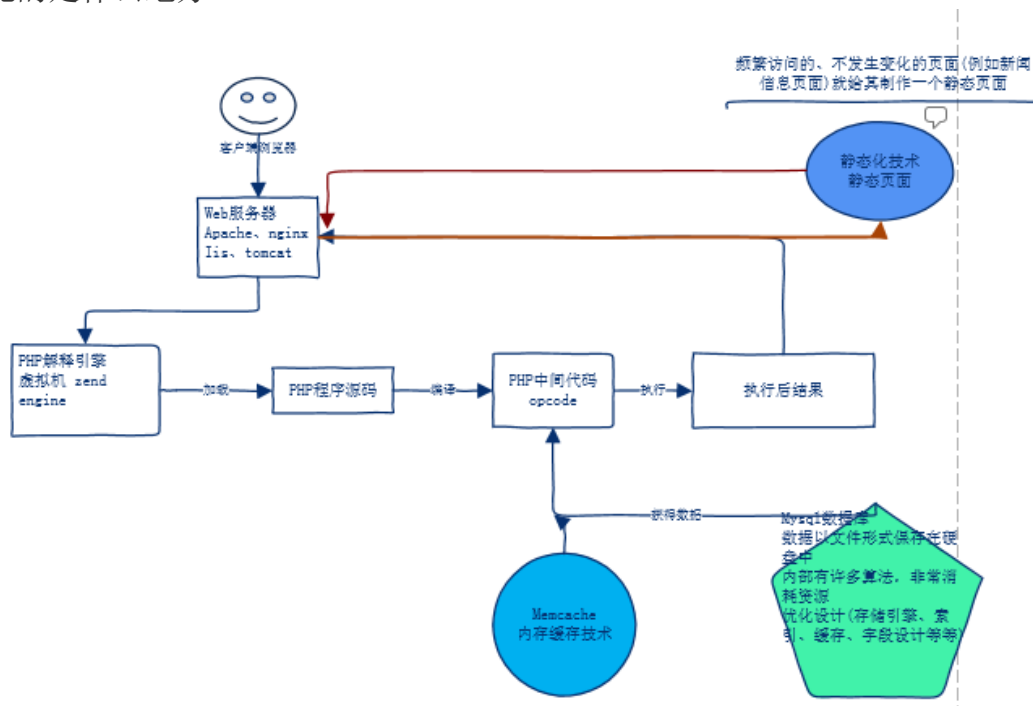 频繁访问的、不发生变化的页面(例如新闻
信息页面)就给其制作一个静态页面
客户端浏览器
静态化技术
静态页面
Web服务器
Apache、nginx
Iis、tomcat
PHP解释引擎
虚拟机 zend
engine
加载
PHP程序源码
编译
PHP中间代码
opcode
执行
执行后结果
获得数据
Mysql数据库
数据以文件形式保存在硬
盘中
内部有许多算法，非常消
耗资源
优化设计(存储引擎、索
引、缓存、字段设计等等)
Memcache
内存缓存技术